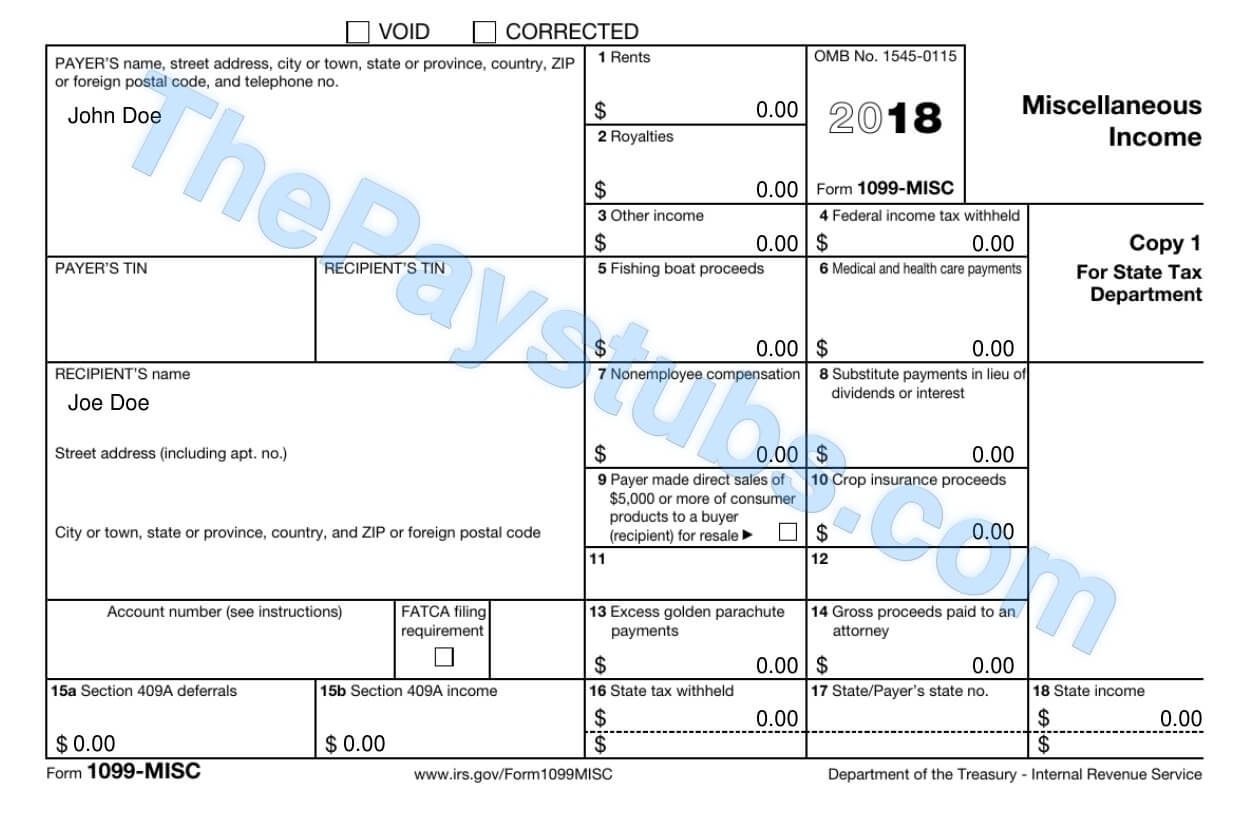 VOID CORRECTED
PAYER'S name, street address, city or town, state or province, country, ZIP
or foreign postal code, and telephone no.
John Doe
1 Rents
$ 0.00
2 Royalties
$ 0.00
OMB No. 1545-0115
2018
Form 1099-MISC
Miscellaneous
Income
3 Other income
$ 0.00
4 Federal income tax withheld
$ 0.00
Copy 1
For State Tax
Department
PAYER'S TIN
RECIPIENT'S TIN
5 Fishing boat proceeds
$ 0.00
6 Medical and health care payments
$ 0.00
RECIPIENT'S name
Joe Doe
Street address (including apt. no.)
City or town, state or province, country, and ZIP or foreign postal code
7 Nonemployee compensation
$ 0.00
8 Substitute payments in lieu of
dividends or interest
$ 0.00
9 Payer made direct sales of
$5,000 or more of consumer
products to a buyer
(recipient) for resale ►
10 Crop insurance proceeds
$ 0.00
11
12
Account number (see instructions)
FATCA filing
requirement
13 Excess golden parachute
payments
$ 0.00
14 Gross proceeds paid to an
attorney
$ 0.00
15a Section 409A deferrals
$ 0.00
15b Section 409A income
$ 0.00
16 State tax withheld
$ 0.00
$
17 State/Payer's state no.
18 State income
$ 0.00
$
Form 1099-MISC
www.irs.gov/Form1099MISC
Department of the Treasury - Internal Revenue Service
ThePaystubs.com